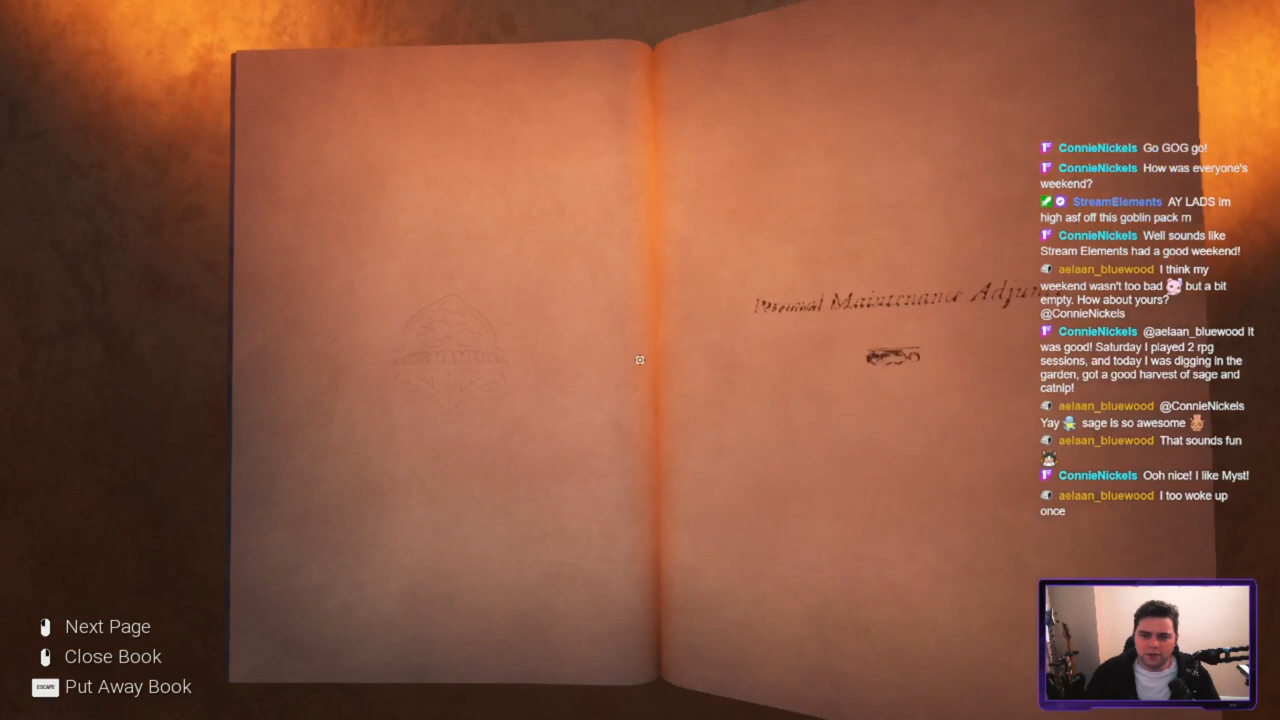 Personal Maintenance
ConnieNickels Go GOG go!
ConnieNickels How was everyone's
weekend?
StreamElements AY LADS im
high asf off this goblin pack rn
ConnieNickels Well sounds like
Stream Elements had a good weekend!
aelaan_bluewood I think my
weekend wasn't too bad but a bit
empty. How about yours?
@ConnieNickels
ConnieNickels @aelaan_bluewood It
was good! Saturday I played 2 rpg
sessions, and today I was digging in the
garden, got a good harvest of sage and
catnip!
aelaan_bluewood @ConnieNickels
Yay sage is so awesome
aelaan_bluewood That sounds fun
ConnieNickels Ooh nice! I like Myst!
aelaan_bluewood I too woke up
once
Next Page
Close Book
ESCAPE Put Away Book